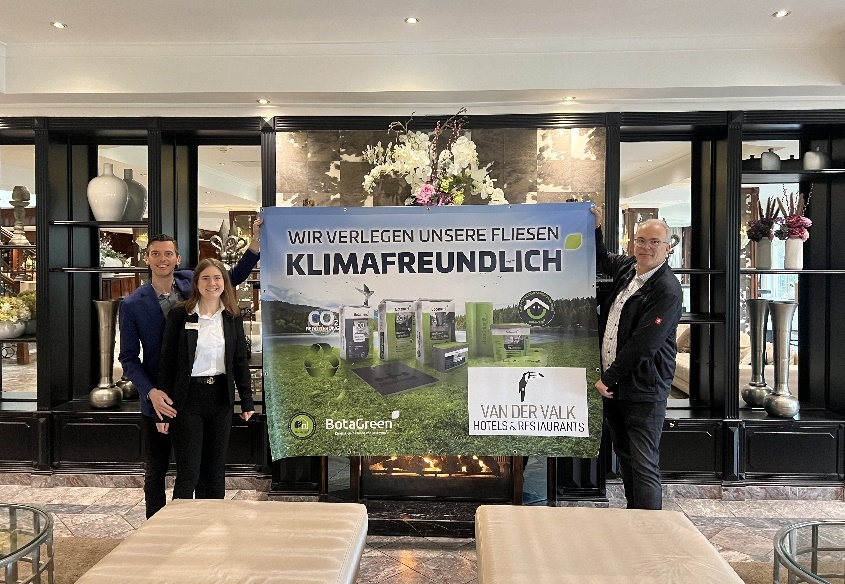 WIR VERLEGEN UNSERE FLIESEN
KLIMAFREUNDLICH
CO2
BotaGreen
VAN DER VALK
HOTELS & RESTAURANTS